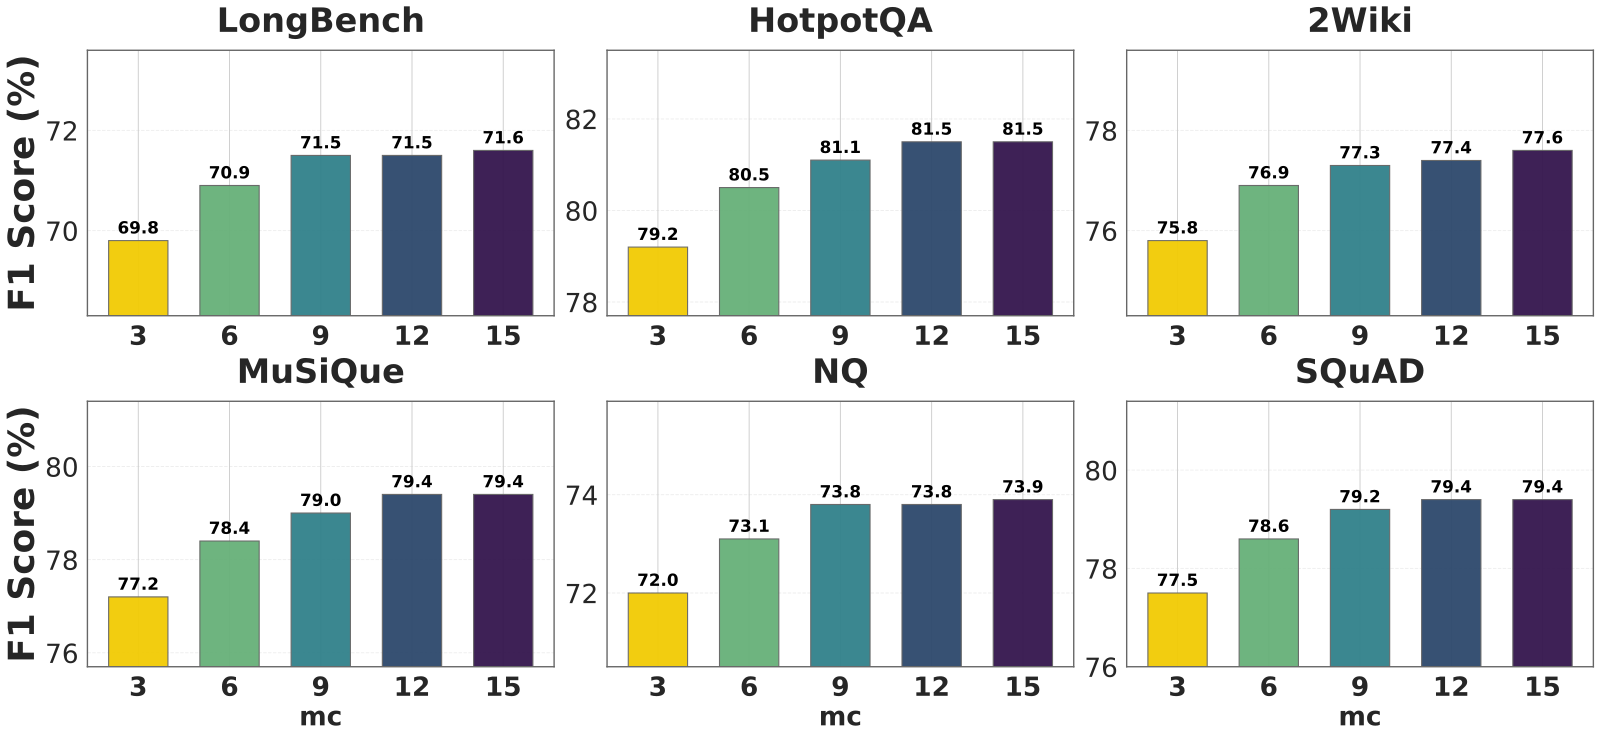 LongBench
HotpotQA
2Wiki
F1 Score (%)
72
70
69.8
70.9
71.5
71.5
71.6
3 6 9 12 15
82
80
78
79.2
80.5
81.1
81.5
81.5
3 6 9 12 15
78
76
75.8
76.9
77.3
77.4
77.6
3 6 9 12 15
MuSiQue
NQ
SQuAD
F1 Score (%)
80
78
76
77.2
78.4
79.0
79.4
79.4
3 6 9 12 15
mc
74
72
72.0
73.1
73.8
73.8
73.9
3 6 9 12 15
mc
80
78
76
77.5
78.6
79.2
79.4
79.4
3 6 9 12 15
mc